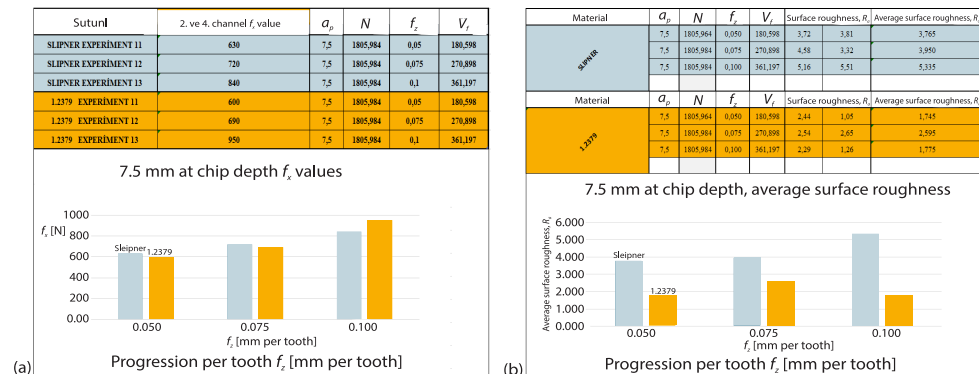 Sutunl 2. ve 4. channel fx value ap N fz Vf
SLIPNER EXPERİMENT 11 630 7,5 1805,984 0,05 180,598
SLIPNER EXPERİMENT 12 720 7,5 1805,984 0,075 270,898
SLIPNER EXPERİMENT 13 840 7,5 1805,984 0,1 361,197
1.2379 EXPERİMENT 11 600 7,5 1805,984 0,05 180,598
1.2379 EXPERİMENT 12 690 7,5 1805,984 0,075 270,898
1.2379 EXPERİMENT 13 950 7,5 1805,984 0,1 361,197
7.5 mm at chip depth fx values
fx [N]
1000
800
600
400
200
0.00
Sleipner 1.2379
0.050 0.075 0.100
fz [mm per tooth]
Progression per tooth fz [mm per tooth]
(a)
Material ap N fz Vf Surface roughness, Ra Average surface roughness, Ra
SLIPNER
7,5 1805,964 0,050 180,598 3,72 3,81 3,765
7,5 1805,984 0,075 270,898 4,58 3,32 3,950
7,5 1805,984 0,100 361,197 5,16 5,51 5,335
Material ap N fz Vf Surface roughness, Ra Average surface roughness, Ra
1.2379
7,5 1805,964 0,050 180,598 2,44 1,05 1,745
7,5 1805,984 0,075 270,898 2,54 2,65 2,595
7,5 1805,984 0,100 361,197 2,29 1,26 1,775
7.5 mm at chip depth, average surface roughness
Average surface roughness, Ra
6.000
5.000
4.000
3.000
2.000
1.000
0.000
Sleipner
1.2379
0.050 0.075 0.100
fz [mm per tooth]
Progression per tooth fz [mm per tooth]
(b)